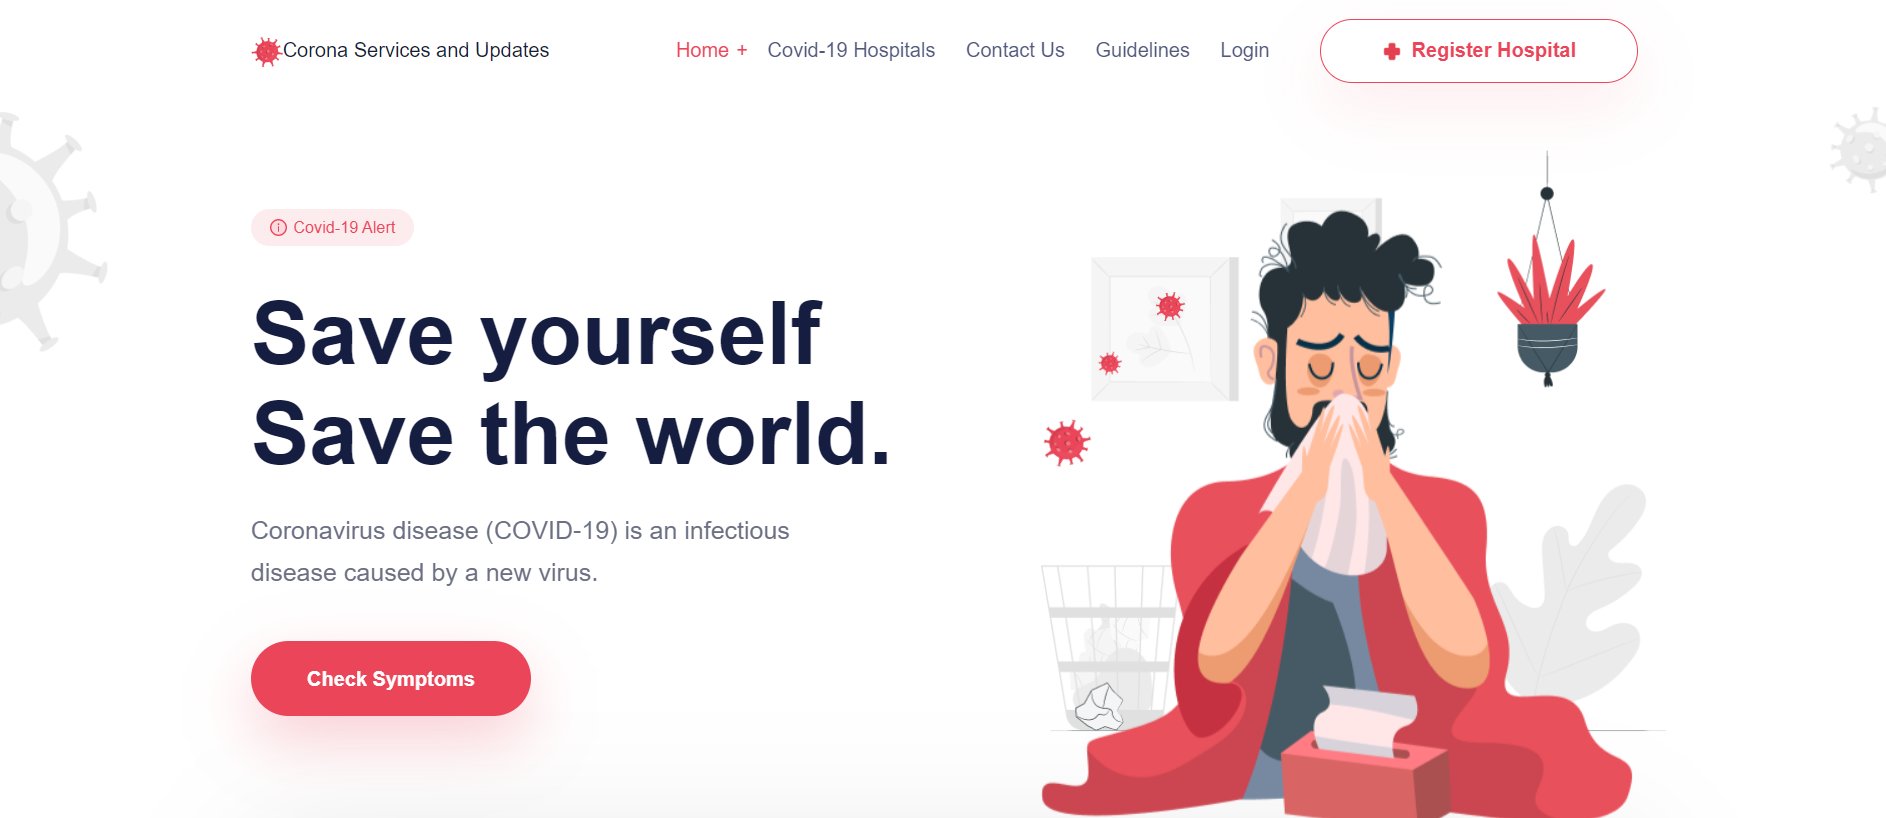 Corona Services and Updates
Home + Covid-19 Hospitals Contact Us Guidelines Login Register Hospital
Covid-19 Alert
Save yourself
Save the world.
Coronavirus disease (COVID-19) is an infectious
disease caused by a new virus.
Check Symptoms